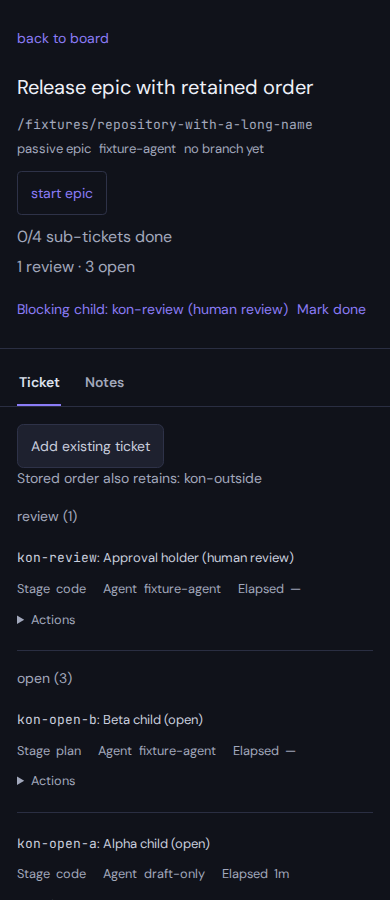 back to board
Release epic with retained order
/fixtures/repository-with-a-long-name
passive epic fixture-agent no branch yet
start epic
0/4 sub-tickets done
1 review · 3 open
Blocking child: kon-review (human review) Mark done
Ticket Notes
Add existing ticket
Stored order also retains: kon-outside
review (1)
kon-review: Approval holder (human review)
Stage code Agent fixture-agent Elapsed —
▶ Actions
open (3)
kon-open-b: Beta child (open)
Stage plan Agent fixture-agent Elapsed —
▶ Actions
kon-open-a: Alpha child (open)
Stage code Agent draft-only Elapsed 1m